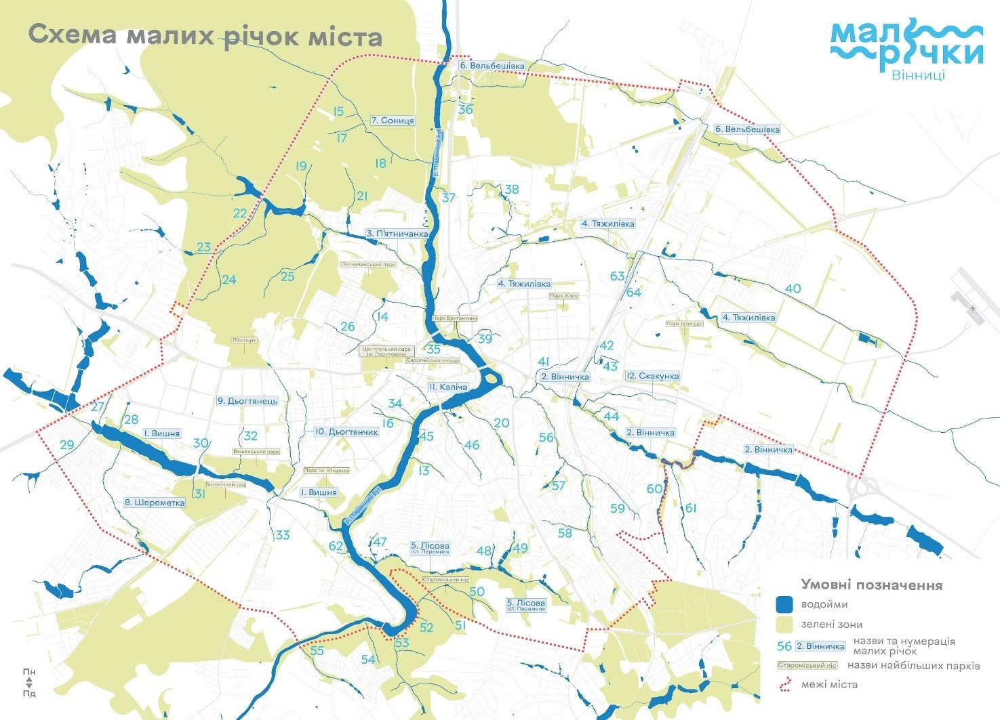 Схема малих річок міста
малі
річки
Вінниці
6. Вельбешівка
36
15
7. Сониця
17
6. Вельбешівка
р. Південний Буг
19
18
21
37
38
22
4. Тяжилівка
3. П'ятничанка
23
П'ятничанський парк
24
25
63
64
40
4. Тяжилівка
Парк Хімік
14
Парк Бригантина
4. Тяжилівка
Парк Інтеграл
26
39
Лісопарк
35
42
Центральний парк
ім. Леонтовича
Європейська площа
41
43
2. Вінничка
12. Скакунка
11. Каліча
9. Дьогтянець
34
27
28
44
16
20
1. Вишня
32
10. Дьогтянчик
45
56
2. Вінничка
29
30
46
2. Вінничка
Вишенський парк
13
Парк ім. Ющенка
Ботанічний сад
57
31
1. Вишня
60
8. Шереметка
р. Південний Буг
59
61
33
58
62
47
5. Лісова
іст. Перемиля
48
49
Староміський ліс
50
5. Лісова
іст. Перемиля
52
51
53
55
54
Пн
Пд
Умовні позначення
водойми
зелені зони
56 2. Вінничка назви та нумерація
малих річок
Староміський ліс назви найбільших парків
межі міста